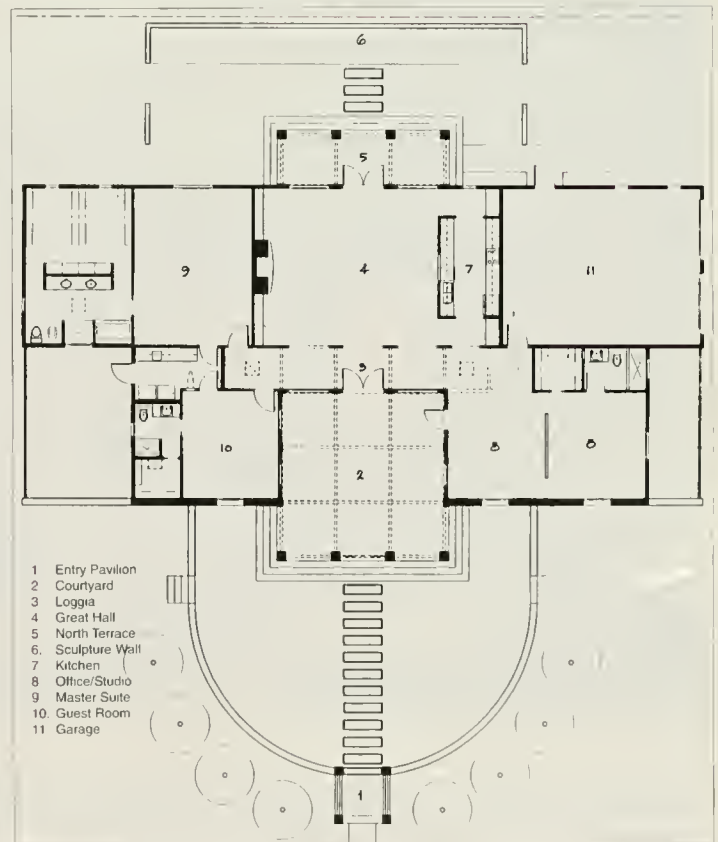 6
5
9
4
7
11
3
10
2
8
8
1 Entry Pavilion
2 Courtyard
3 Loggia
4 Great Hall
5 North Terrace
6. Sculpture Wall
7 Kitchen
8 Office/Studio
9 Master Suite
10. Guest Room
11 Garage
1